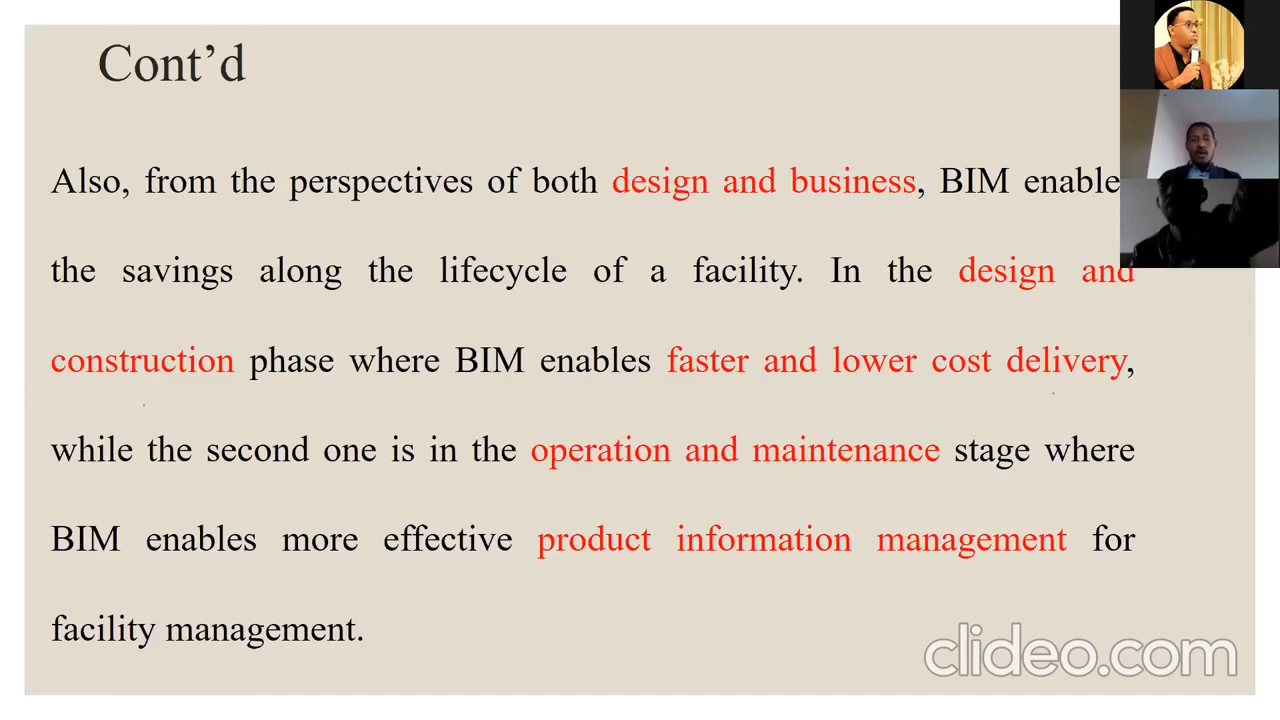 Cont’d
Also, from the perspectives of both design and business, BIM enable
the savings along the lifecycle of a facility. In the design and
construction phase where BIM enables faster and lower cost delivery,
while the second one is in the operation and maintenance stage where
BIM enables more effective product information management for
facility management.
clideo.com